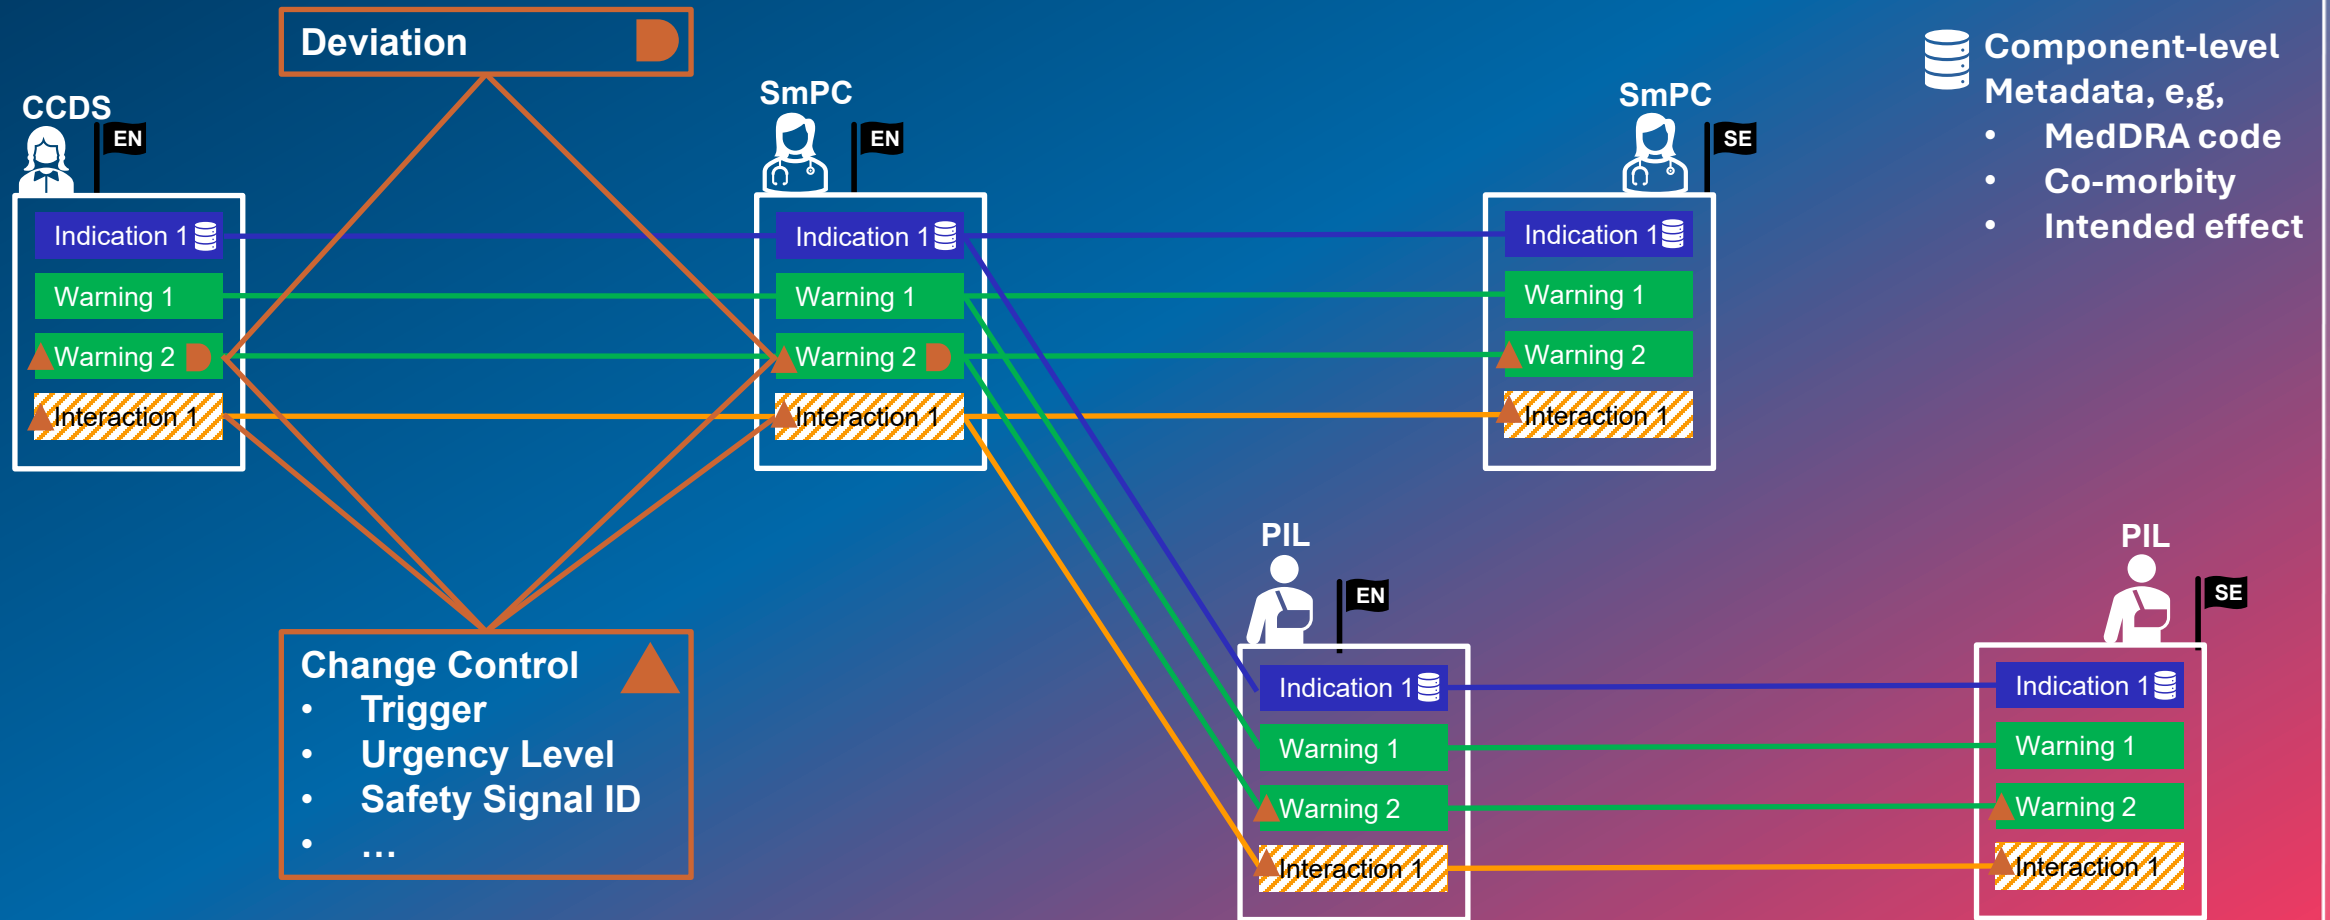 Deviation
CCDS
EN
Indication 1
Warning 1
Warning 2
Interaction 1
SmPC
EN
Indication 1
Warning 1
Warning 2
Interaction 1
SmPC
SE
Indication 1
Warning 1
Warning 2
Interaction 1
Component-level
Metadata, e,g,
• MedDRA code
• Co-morbity
• Intended effect
Change Control
• Trigger
• Urgency Level
• Safety Signal ID
• …
PIL
EN
Indication 1
Warning 1
Warning 2
Interaction 1
PIL
SE
Indication 1
Warning 1
Warning 2
Interaction 1